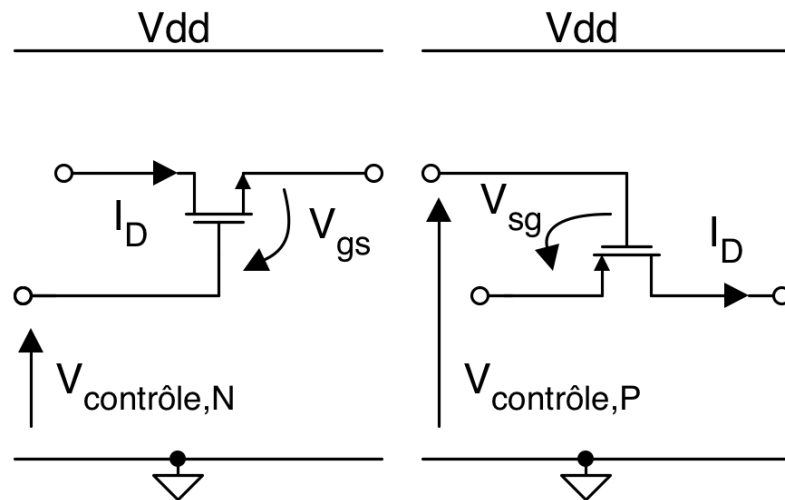 Vdd
I_D
V_gs
V_contrôle,N
Vdd
V_sg
I_D
V_contrôle,P